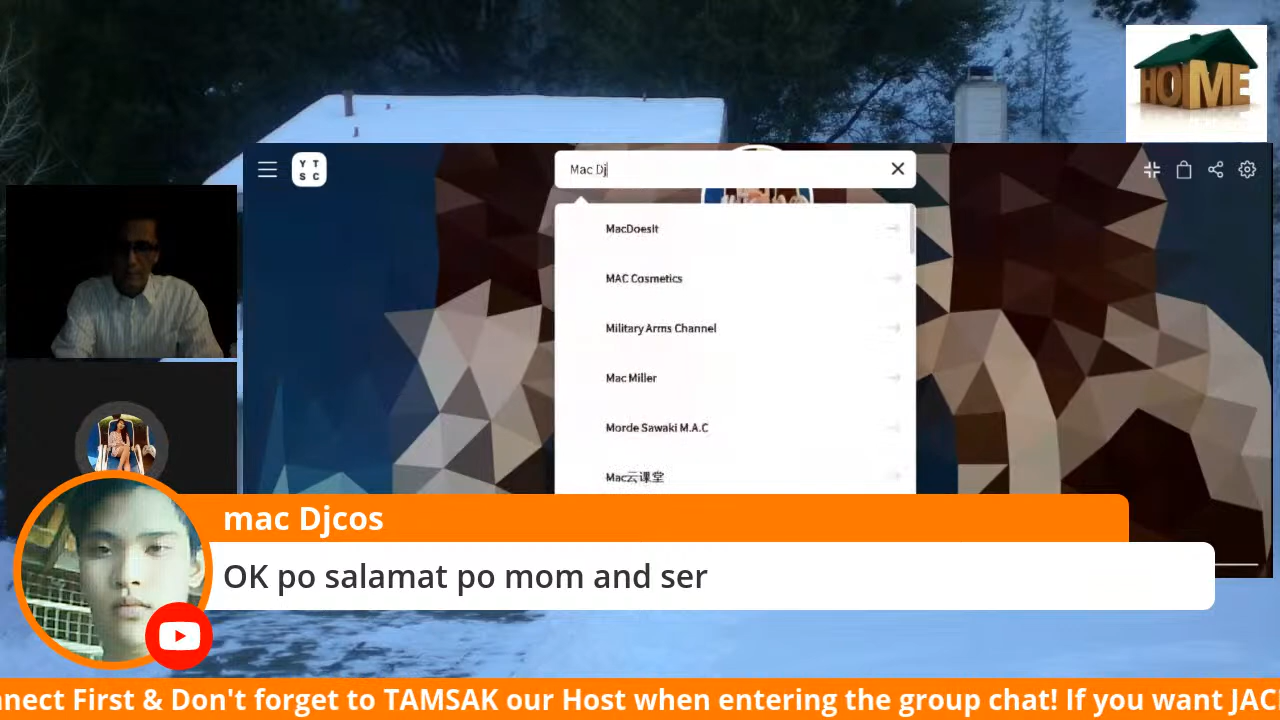 HOME
Y T
S C
Mac Dj
MacDoesIt
MAC Cosmetics
Military Arms Channel
Mac Miller
Morde Sawaki M.A.C
Mac云课堂
mac Djcos
OK po salamat po mom and ser
nnect First & Don't forget to TAMSAK our Host when entering the group chat! If you want JAC